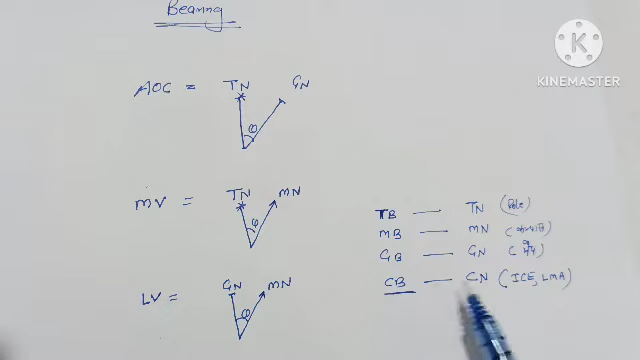 Bearing
K
KINEMASTER
AOC = TN GN
φ
MV = TN MN
φ
TB — TN
MB — MN
GB — GN
CB — CN (ICE, LMA)
LV = GN MN
φ